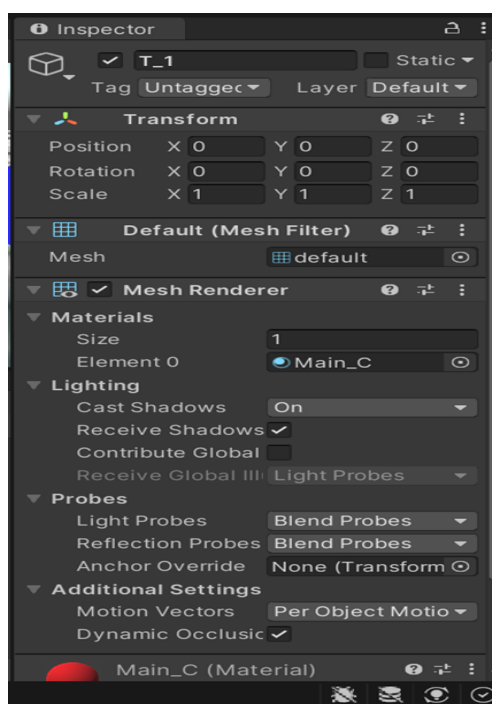 Inspector
T_1 Static
Tag Untagged Layer Default
Transform
Position X 0 Y 0 Z 0
Rotation X 0 Y 0 Z 0
Scale X 1 Y 1 Z 1
Default (Mesh Filter)
Mesh default
Mesh Renderer
Materials
Size 1
Element 0 Main_C
Lighting
Cast Shadows On
Receive Shadows
Contribute Global
Receive Global Illi Light Probes
Probes
Light Probes Blend Probes
Reflection Probes Blend Probes
Anchor Override None (Transform
Additional Settings
Motion Vectors Per Object Motio
Dynamic Occlusic
Main_C (Material)